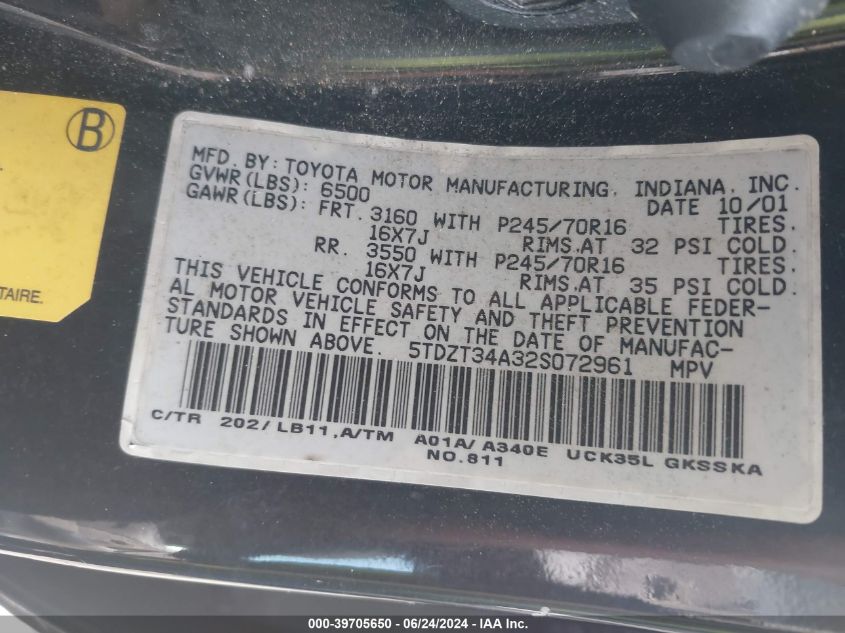 B
TAIRE.
MFD. BY: TOYOTA MOTOR MANUFACTURING, INDIANA, INC.
GVWR(LBS): 6500 DATE 10/01
GAWR(LBS): FRT. 3160 WITH P245/70R16 TIRES.
16X7J RIMS.AT 32 PSI COLD.
RR. 3550 WITH P245/70R16 TIRES.
16X7J RIMS.AT 35 PSI COLD.
THIS VEHICLE CONFORMS TO ALL APPLICABLE FEDER-
AL MOTOR VEHICLE SAFETY AND THEFT PREVENTION
STANDARDS IN EFFECT ON THE DATE OF MANUFAC-
TURE SHOWN ABOVE. 5TDZT34A32S072961 MPV
C/TR 202/LB11,A/TM A01A/A340E UCK35L GKSSKA
NO.811
000-39705650 - 06/24/2024 - IAAI Inc.